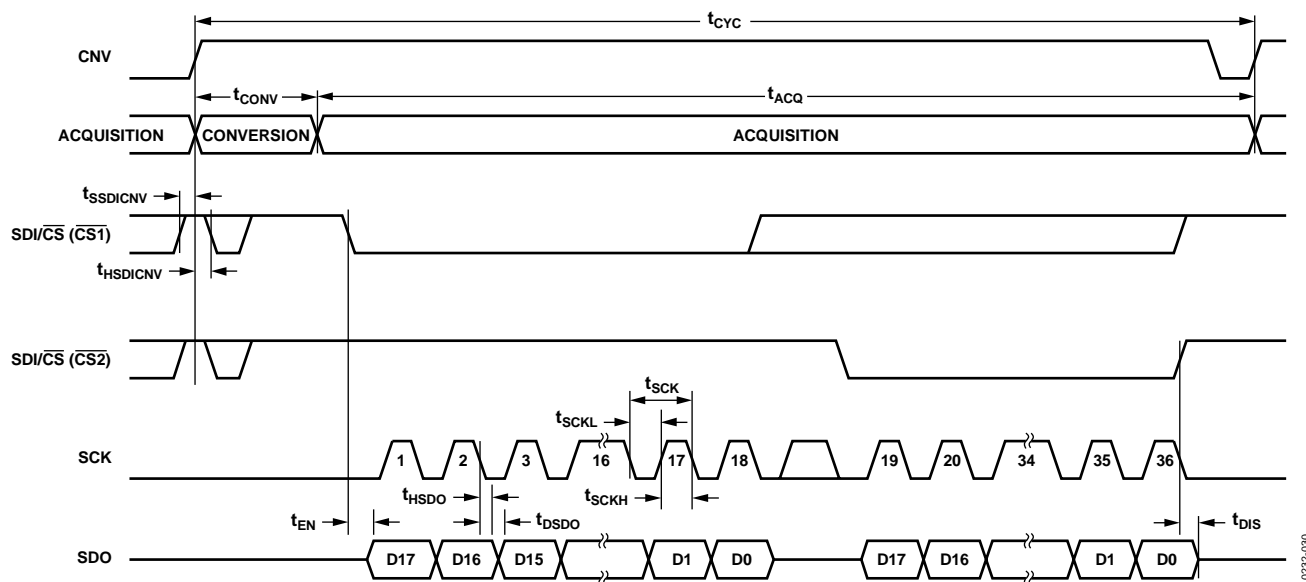 tCYC
CNV
tCONV
tACQ
ACQUISITION CONVERSION ACQUISITION
tSSDICNV
SDI/CS (CS1)
tHSDICNV
SDI/CS (CS2)
tSCK
tSCKL
SCK 1 2 3 16 17 18 19 20 34 35 36
tHSDO
tSCKH
tEN
tDSDO
tDIS
SDO D17 D16 D15 D1 D0 D17 D16 D1 D0